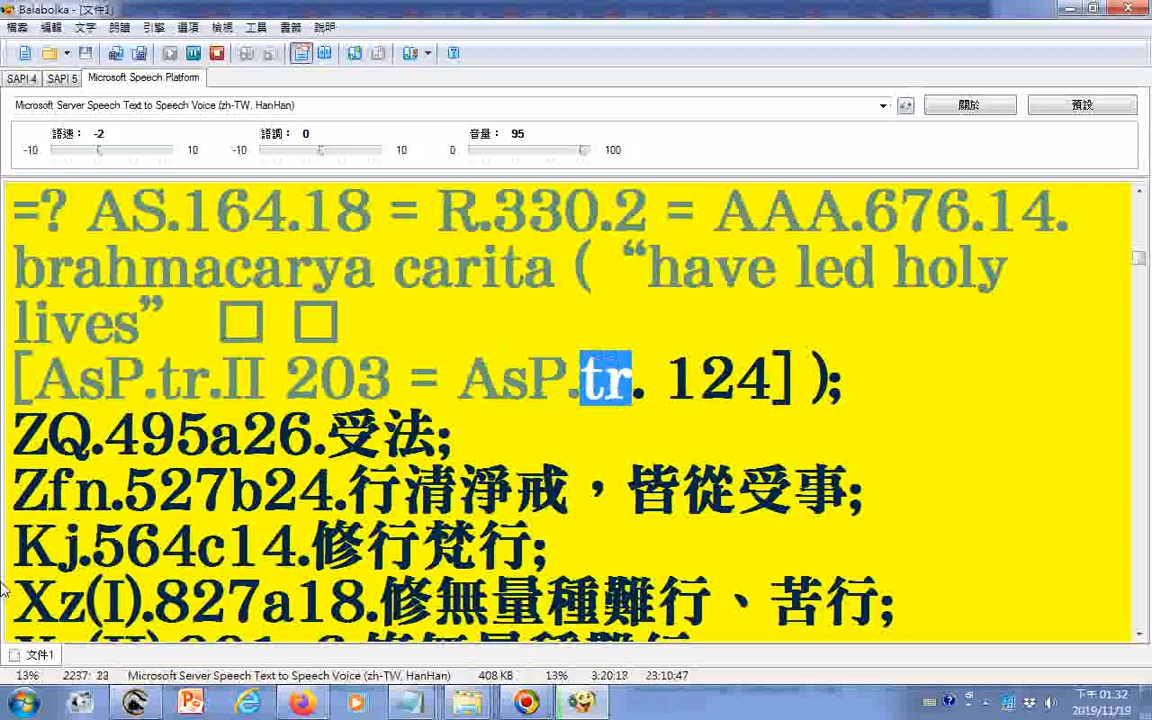 Balabolka - [文件1]
檔案 編輯 文字 朗讀 引擎 選項 檢視 工具 書籤 說明
SAPI 4 SAPI 5 Microsoft Speech Platform
Microsoft Server Speech Text to Speech Voice (zh-TW, HanHan) 關於 預設
語速： -2 語調： 0 音量： 95
-10 10 -10 10 0 100
=? AS.164.18 = R.330.2 = AAA.676.14.
brahmacarya carita ( “have led holy
lives” □ □
[AsP.tr.II 203 = AsP.tr. 124] );
ZQ.495a26.受法;
Zfn.527b24.行清淨戒，皆從受事;
Kj.564c14.修行梵行;
Xz(I).827a18.修無量種難行、苦行;
文件1
13% 2237: 23 Microsoft Server Speech Text to Speech Voice (zh-TW, HanHan) 408 KB 13% 3:20:13 23:10:47
下午 01:32
2019/11/19